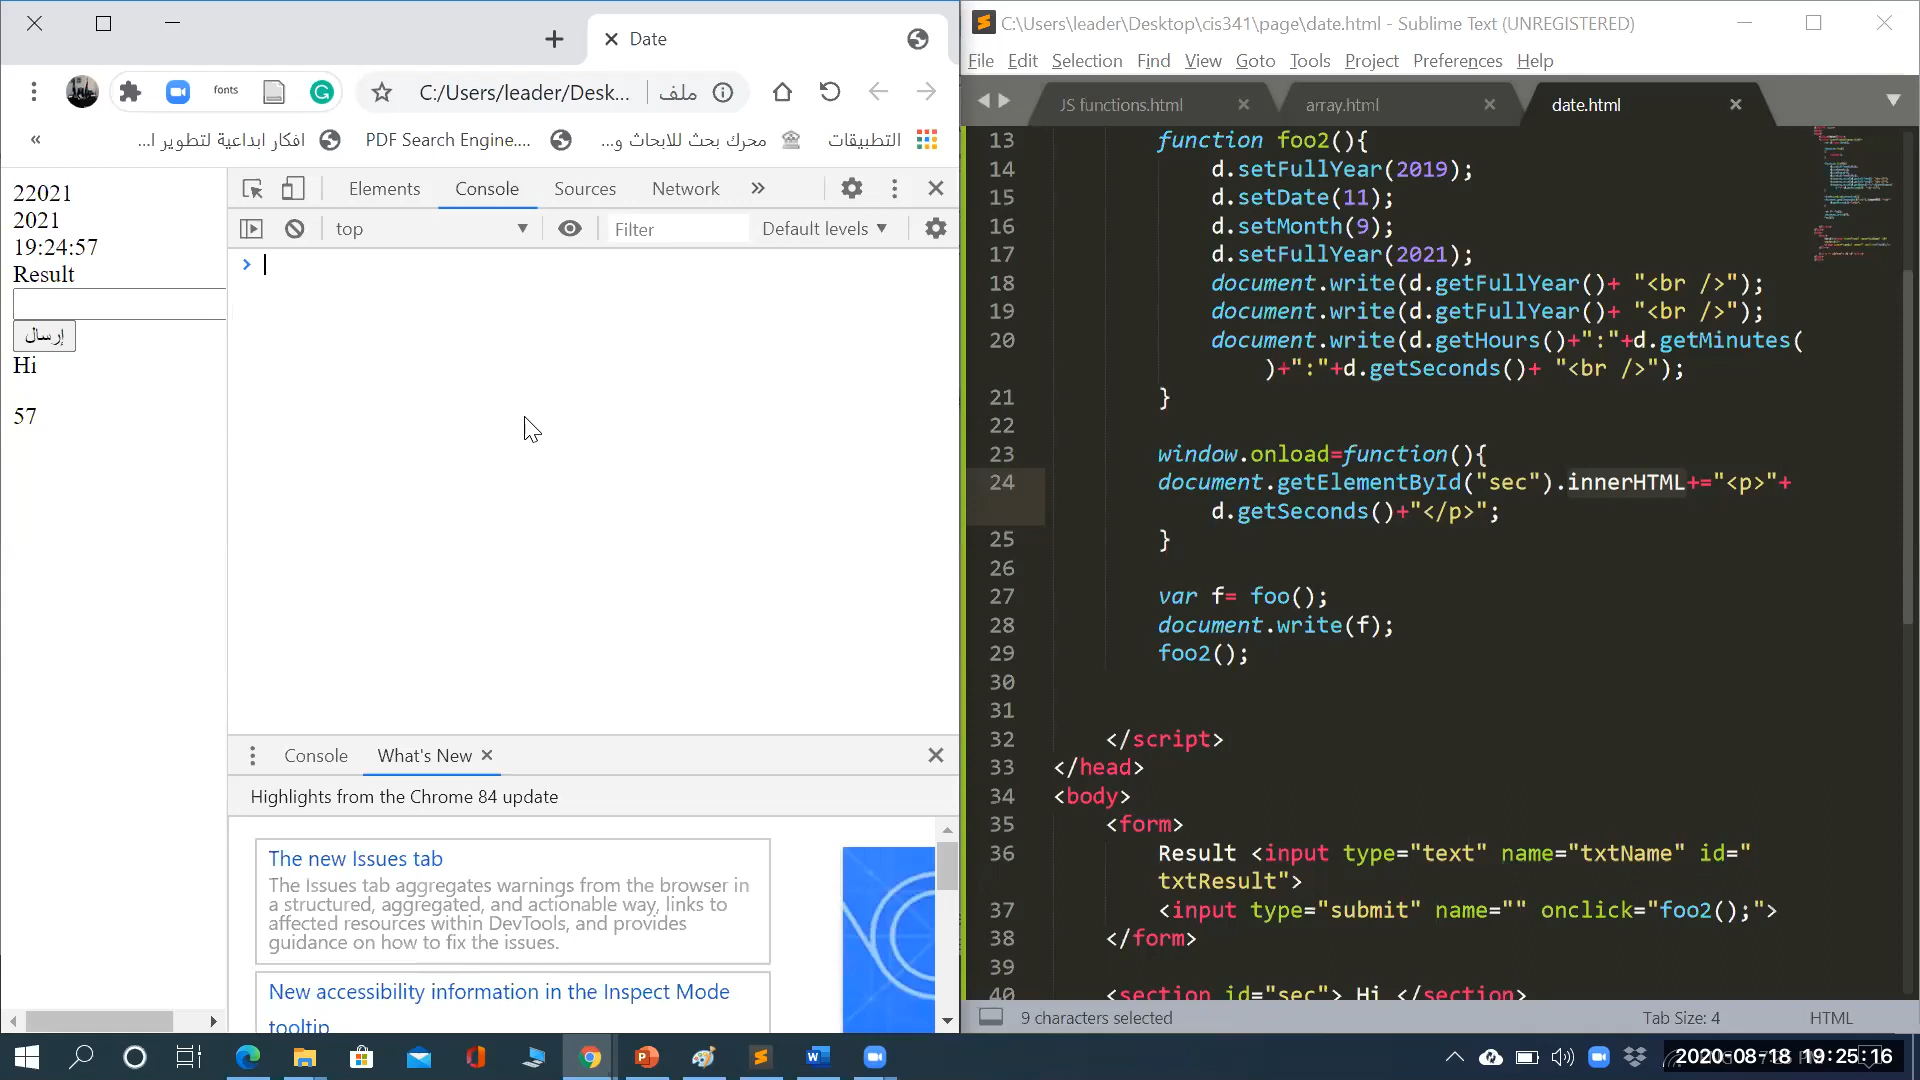 Date
C:/Users/leader/Desk...
ملف
fonts
افكار ابداعية لتطوير ا...
PDF Search Engine....
محرك بحث للابحاث و...
التطبيقات
22021
2021
19:24:57
Result
إرسال
Hi
57
Elements
Console
Sources
Network
top
Filter
Default levels
Console
What's New
Highlights from the Chrome 84 update
The new Issues tab
The Issues tab aggregates warnings from the browser in
a structured, aggregated, and actionable way, links to
affected resources within DevTools, and provides
guidance on how to fix the issues.
New accessibility information in the Inspect Mode
tooltip
C:\Users\leader\Desktop\cis341\page\date.html - Sublime Text (UNREGISTERED)
File Edit Selection Find View Goto Tools Project Preferences Help
JS functions.html
array.html
date.html
13 function foo2(){
14 d.setFullYear(2019);
15 d.setDate(11);
16 d.setMonth(9);
17 d.setFullYear(2021);
18 document.write(d.getFullYear()+ "<br />");
19 document.write(d.getFullYear()+ "<br />");
20 document.write(d.getHours()+":"+d.getMinutes(
)+":"+d.getSeconds()+ "<br />");
21 }
22
23 window.onload=function(){
24 document.getElementById("sec").innerHTML+="<p>"+
d.getSeconds()+"</p>";
25 }
26
27 var f= foo();
28 document.write(f);
29 foo2();
30
31
32 </script>
33 </head>
34 <body>
35 <form>
36 Result <input type="text" name="txtName" id="
txtResult">
37 <input type="submit" name="" onclick="foo2();">
38 </form>
39
40 <section id="sec"> Hi </section>
9 characters selected
Tab Size: 4
HTML
2020-08-18 19:25:16